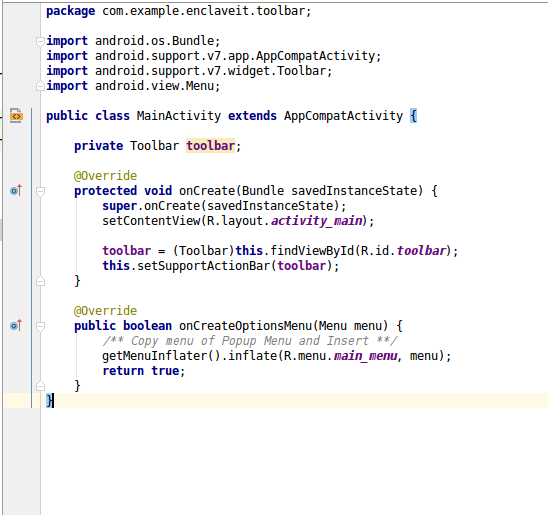 package com.example.enclaveit.toolbar;
import android.os.Bundle;
import android.support.v7.app.AppCompatActivity;
import android.support.v7.widget.Toolbar;
import android.view.Menu;
public class MainActivity extends AppCompatActivity {
private Toolbar toolbar;
@Override
protected void onCreate(Bundle savedInstanceState) {
super.onCreate(savedInstanceState);
setContentView(R.layout.activity_main);
toolbar = (Toolbar)this.findViewById(R.id.toolbar);
this.setSupportActionBar(toolbar);
}
@Override
public boolean onCreateOptionsMenu(Menu menu) {
/** Copy menu of Popup Menu and Insert **/
getMenuInflater().inflate(R.menu.main_menu, menu);
return true;
}
}